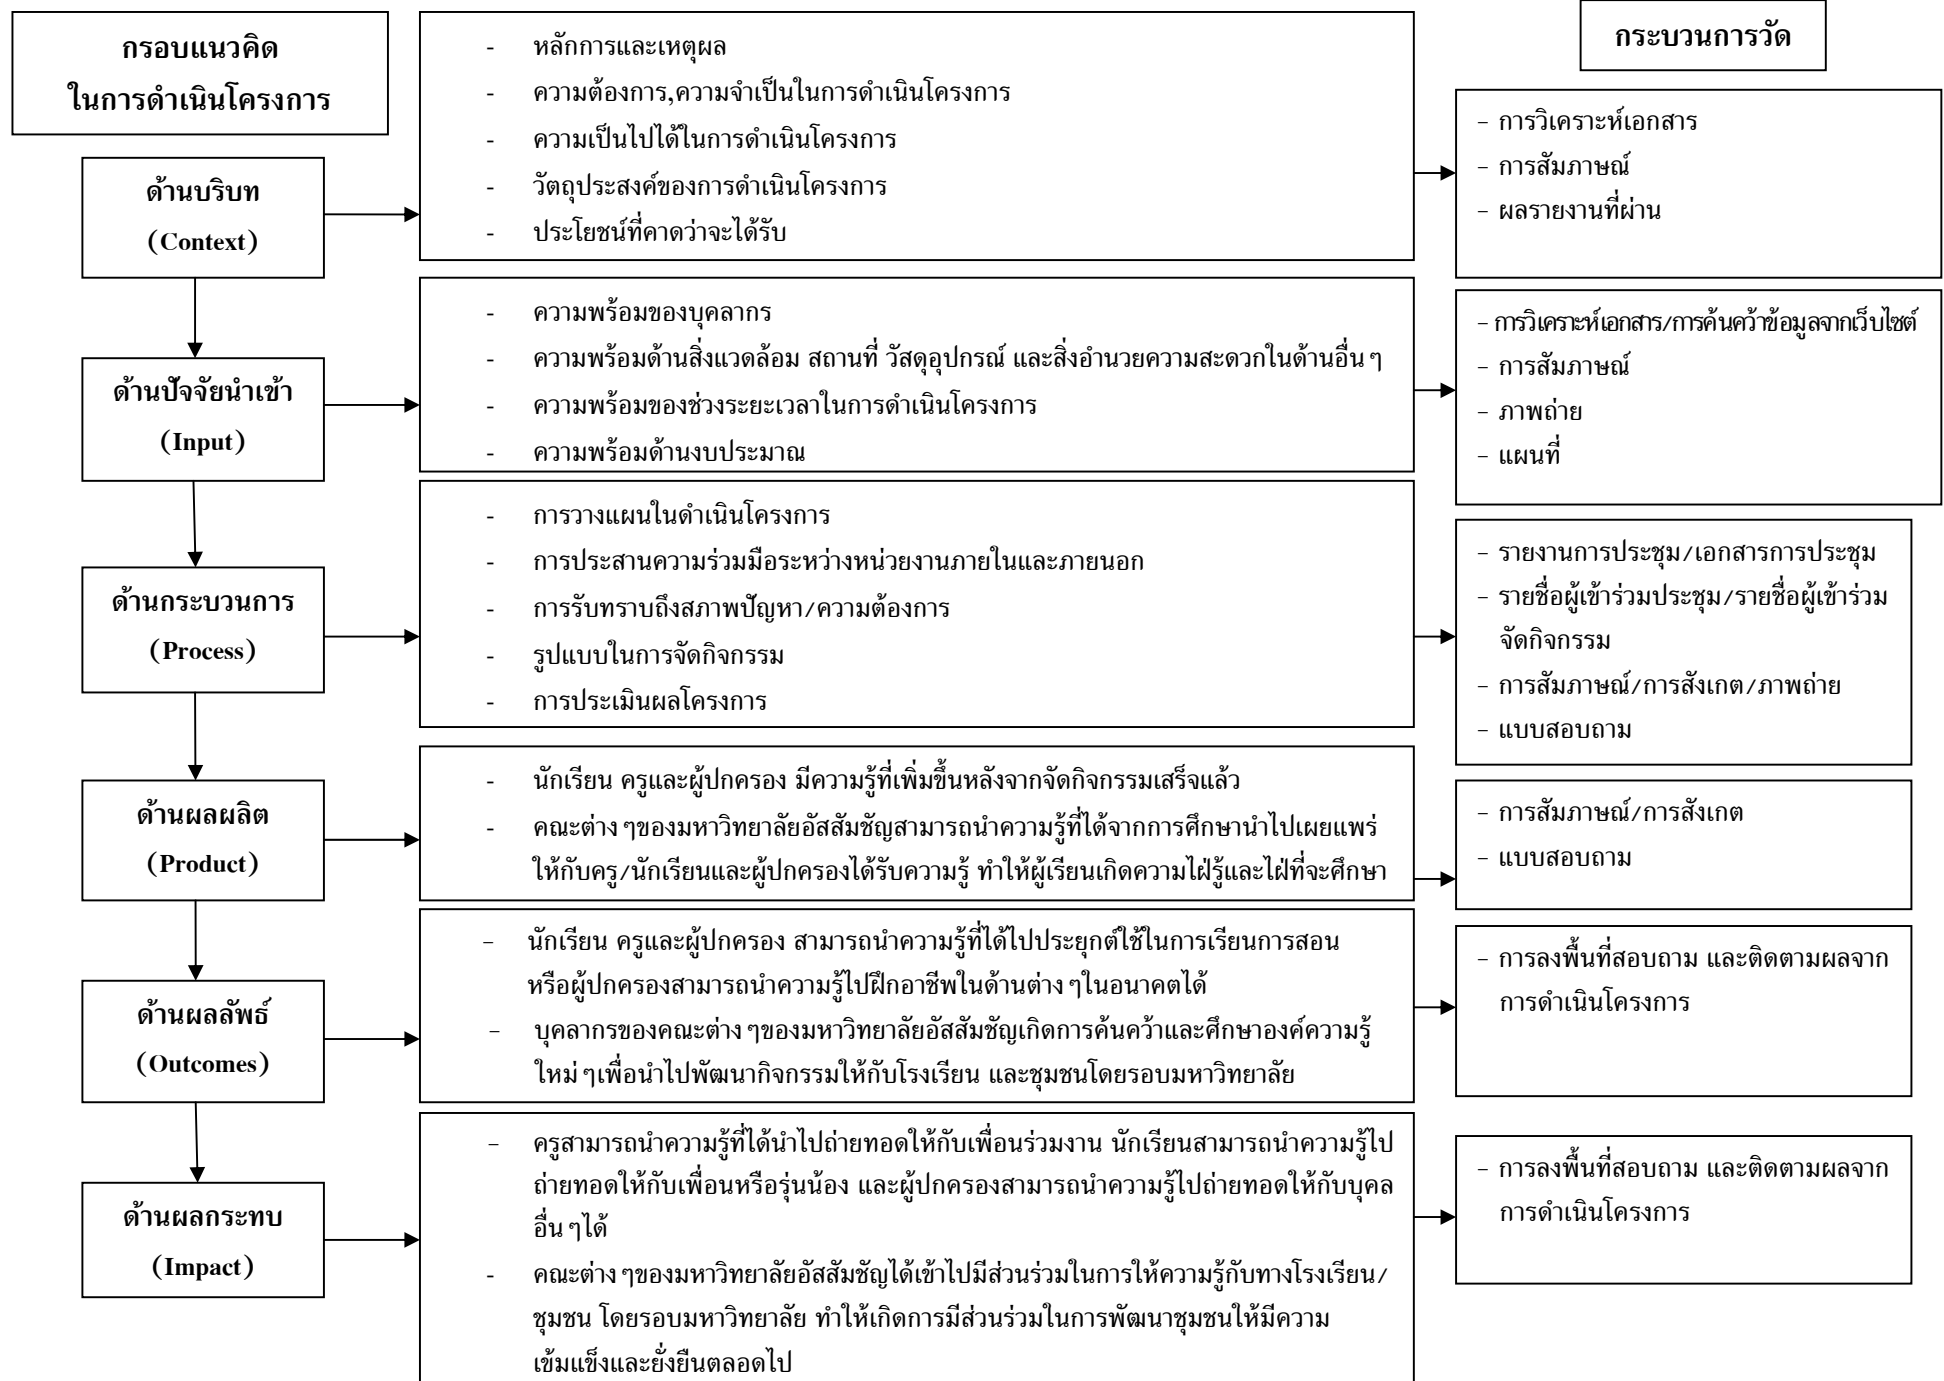 กรอบแนวคิด
ในการดำเนินโครงการ
กระบวนการวัด
ด้านบริบท
(Context)
- หลักการและเหตุผล
- ความต้องการ,ความจำเป็นในการดำเนินโครงการ
- ความเป็นไปได้ในการดำเนินโครงการ
- วัตถุประสงค์ของการดำเนินโครงการ
- ประโยชน์ที่คาดว่าจะได้รับ
- การวิเคราะห์เอกสาร
- การสัมภาษณ์
- ผลรายงานที่ผ่าน
ด้านปัจจัยนำเข้า
(Input)
- ความพร้อมของบุคลากร
- ความพร้อมด้านสิ่งแวดล้อม สถานที่ วัสดุอุปกรณ์ และสิ่งอำนวยความสะดวกในด้านอื่นๆ
- ความพร้อมของช่วงระยะเวลาในการดำเนินโครงการ
- ความพร้อมด้านงบประมาณ
- การวิเคราะห์เอกสาร/การค้นคว้าข้อมูลจากเว็บไซต์
- การสัมภาษณ์
- ภาพถ่าย
- แผนที่
ด้านกระบวนการ
(Process)
- การวางแผนในดำเนินโครงการ
- การประสานความร่วมมือระหว่างหน่วยงานภายในและภายนอก
- การรับทราบถึงสภาพปัญหา/ความต้องการ
- รูปแบบในการจัดกิจกรรม
- การประเมินผลโครงการ
- รายงานการประชุม/เอกสารการประชุม
- รายชื่อผู้เข้าร่วมประชุม/รายชื่อผู้เข้าร่วม
จัดกิจกรรม
- การสัมภาษณ์/การสังเกต/ภาพถ่าย
- แบบสอบถาม
ด้านผลผลิต
(Product)
- นักเรียน ครูและผู้ปกครอง มีความรู้ที่เพิ่มขึ้นหลังจากจัดกิจกรรมเสร็จแล้ว
- คณะต่างๆของมหาวิทยาลัยอัสสัมชัญสามารถนำความรู้ที่ได้จากการศึกษานำไปเผยแพร่
ให้กับครู/นักเรียนและผู้ปกครองได้รับความรู้ ทำให้ผู้เรียนเกิดความไฝ่รู้และไฝ่ที่จะศึกษา
- การสัมภาษณ์/การสังเกต
- แบบสอบถาม
ด้านผลลัพธ์
(Outcomes)
- นักเรียน ครูและผู้ปกครอง สามารถนำความรู้ที่ได้ไปประยุกต์ใช้ในการเรียนการสอน
หรือผู้ปกครองสามารถนำความรู้ไปฝึกอาชีพในด้านต่างๆในอนาคตได้
- บุคลากรของคณะต่างๆของมหาวิทยาลัยอัสสัมชัญเกิดการค้นคว้าและศึกษาองค์ความรู้
ใหม่ๆเพื่อนำไปพัฒนากิจกรรมให้กับโรงเรียน และชุมชนโดยรอบมหาวิทยาลัย
- การลงพื้นที่สอบถาม และติดตามผลจาก
การดำเนินโครงการ
ด้านผลกระทบ
(Impact)
- ครูสามารถนำความรู้ที่ได้นำไปถ่ายทอดให้กับเพื่อนร่วมงาน นักเรียนสามารถนำความรู้ไป
ถ่ายทอดให้กับเพื่อนหรือรุ่นน้อง และผู้ปกครองสามารถนำความรู้ไปถ่ายทอดให้กับบุคล
อื่นๆได้
- คณะต่างๆของมหาวิทยาลัยอัสสัมชัญได้เข้าไปมีส่วนร่วมในการให้ความรู้กับทางโรงเรียน/
ชุมชน โดยรอบมหาวิทยาลัย ทำให้เกิดการมีส่วนร่วมในการพัฒนาชุมชนให้มีความ
เข้มแข็งและยั่งยืนตลอดไป
- การลงพื้นที่สอบถาม และติดตามผลจาก
การดำเนินโครงการ